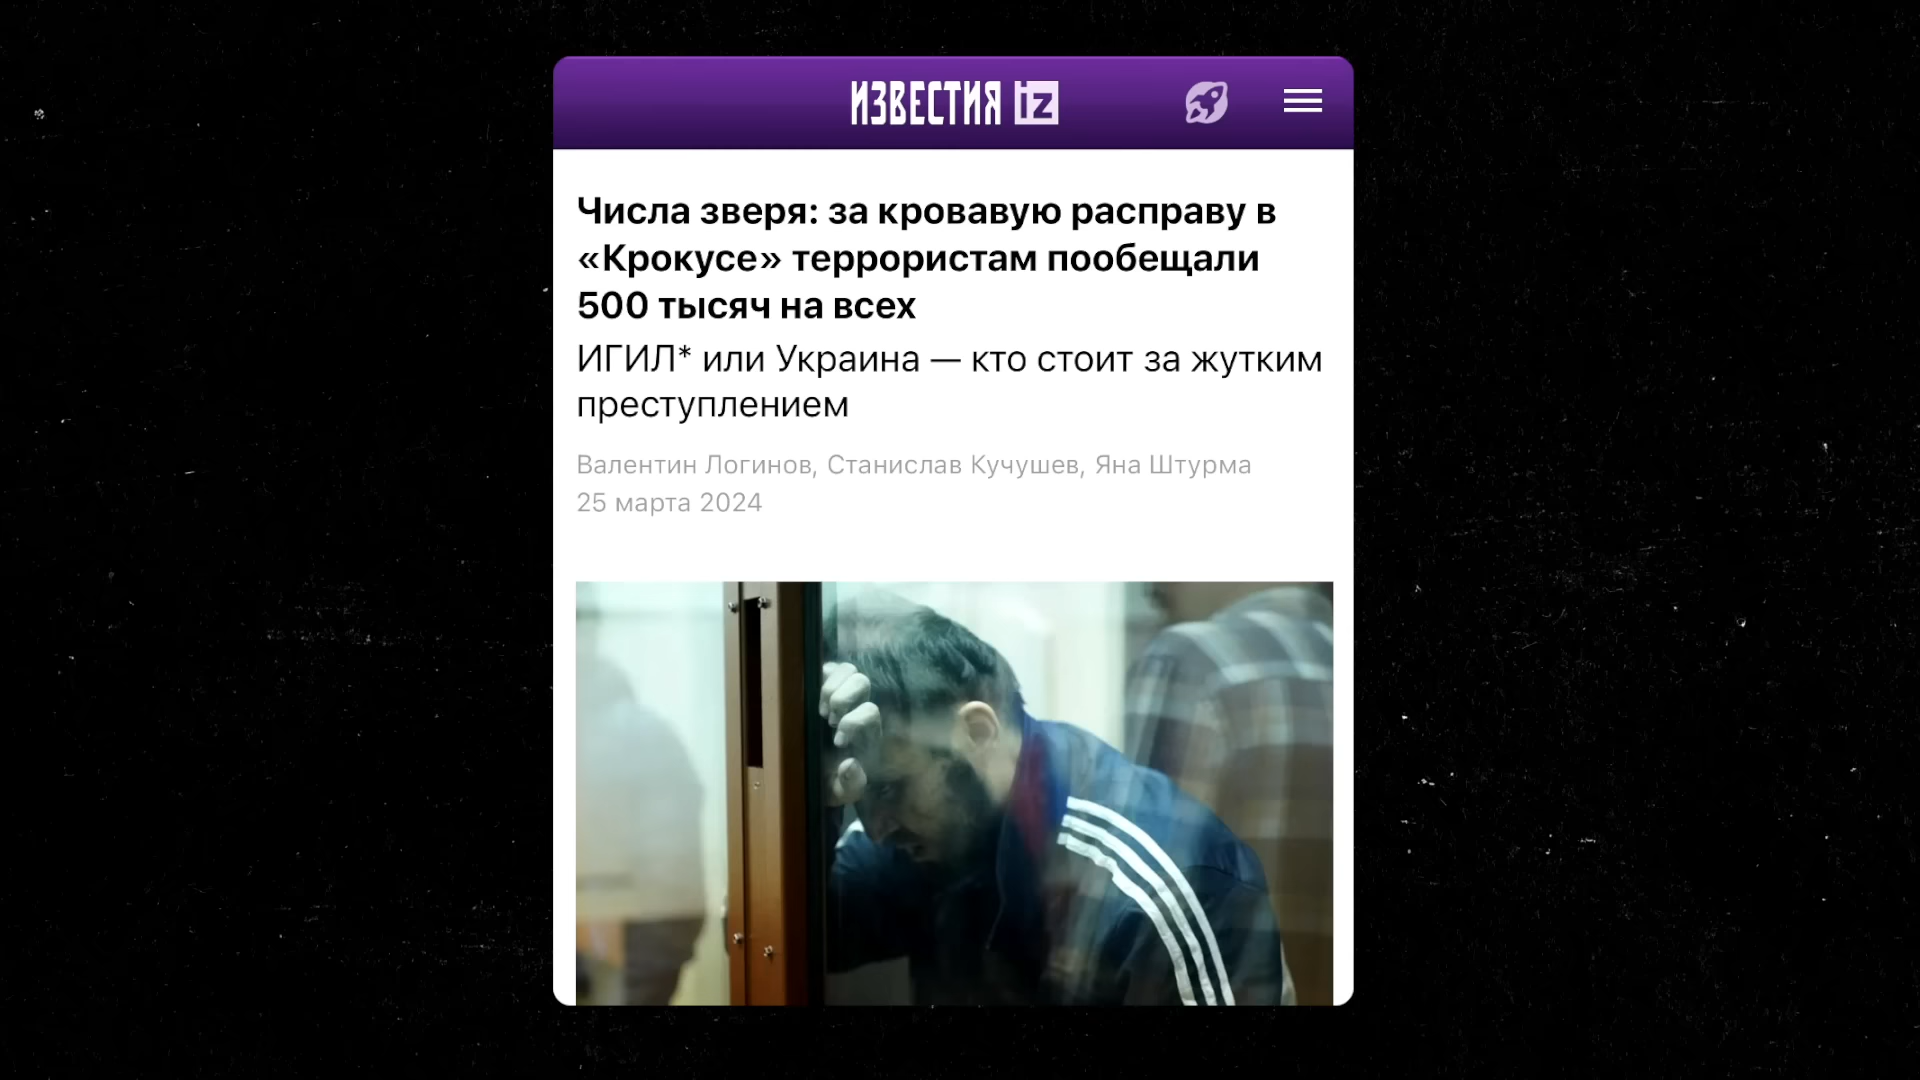 ИЗВЕСТИЯ iz
Числа зверя: за кровавую расправу в
«Крокусе» террористам пообещали
500 тысяч на всех
ИГИЛ* или Украина — кто стоит за жутким
преступлением
Валентин Логинов, Станислав Кучушев, Яна Штурма
25 марта 2024